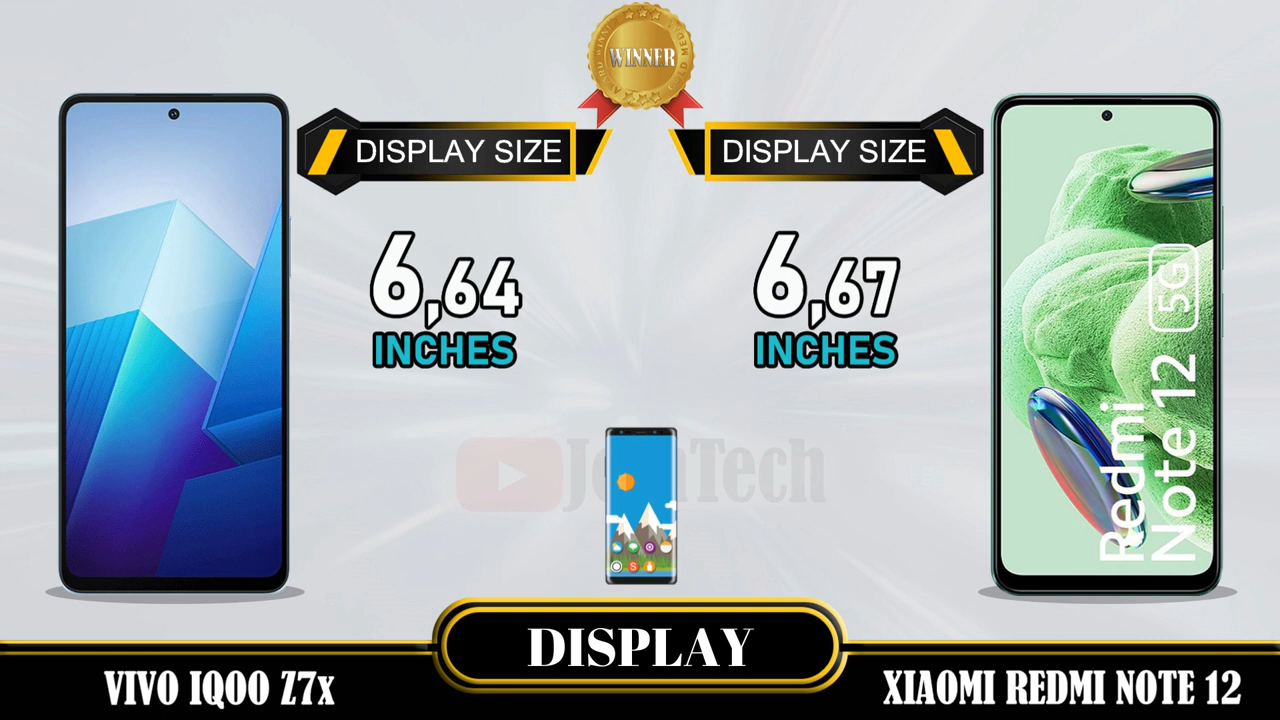 WINNER
DISPLAY SIZE
DISPLAY SIZE
6,64
INCHES
6,67
INCHES
Redmi
Note 12 5G
DISPLAY
VIVO IQOO Z7x
XIAOMI REDMI NOTE 12